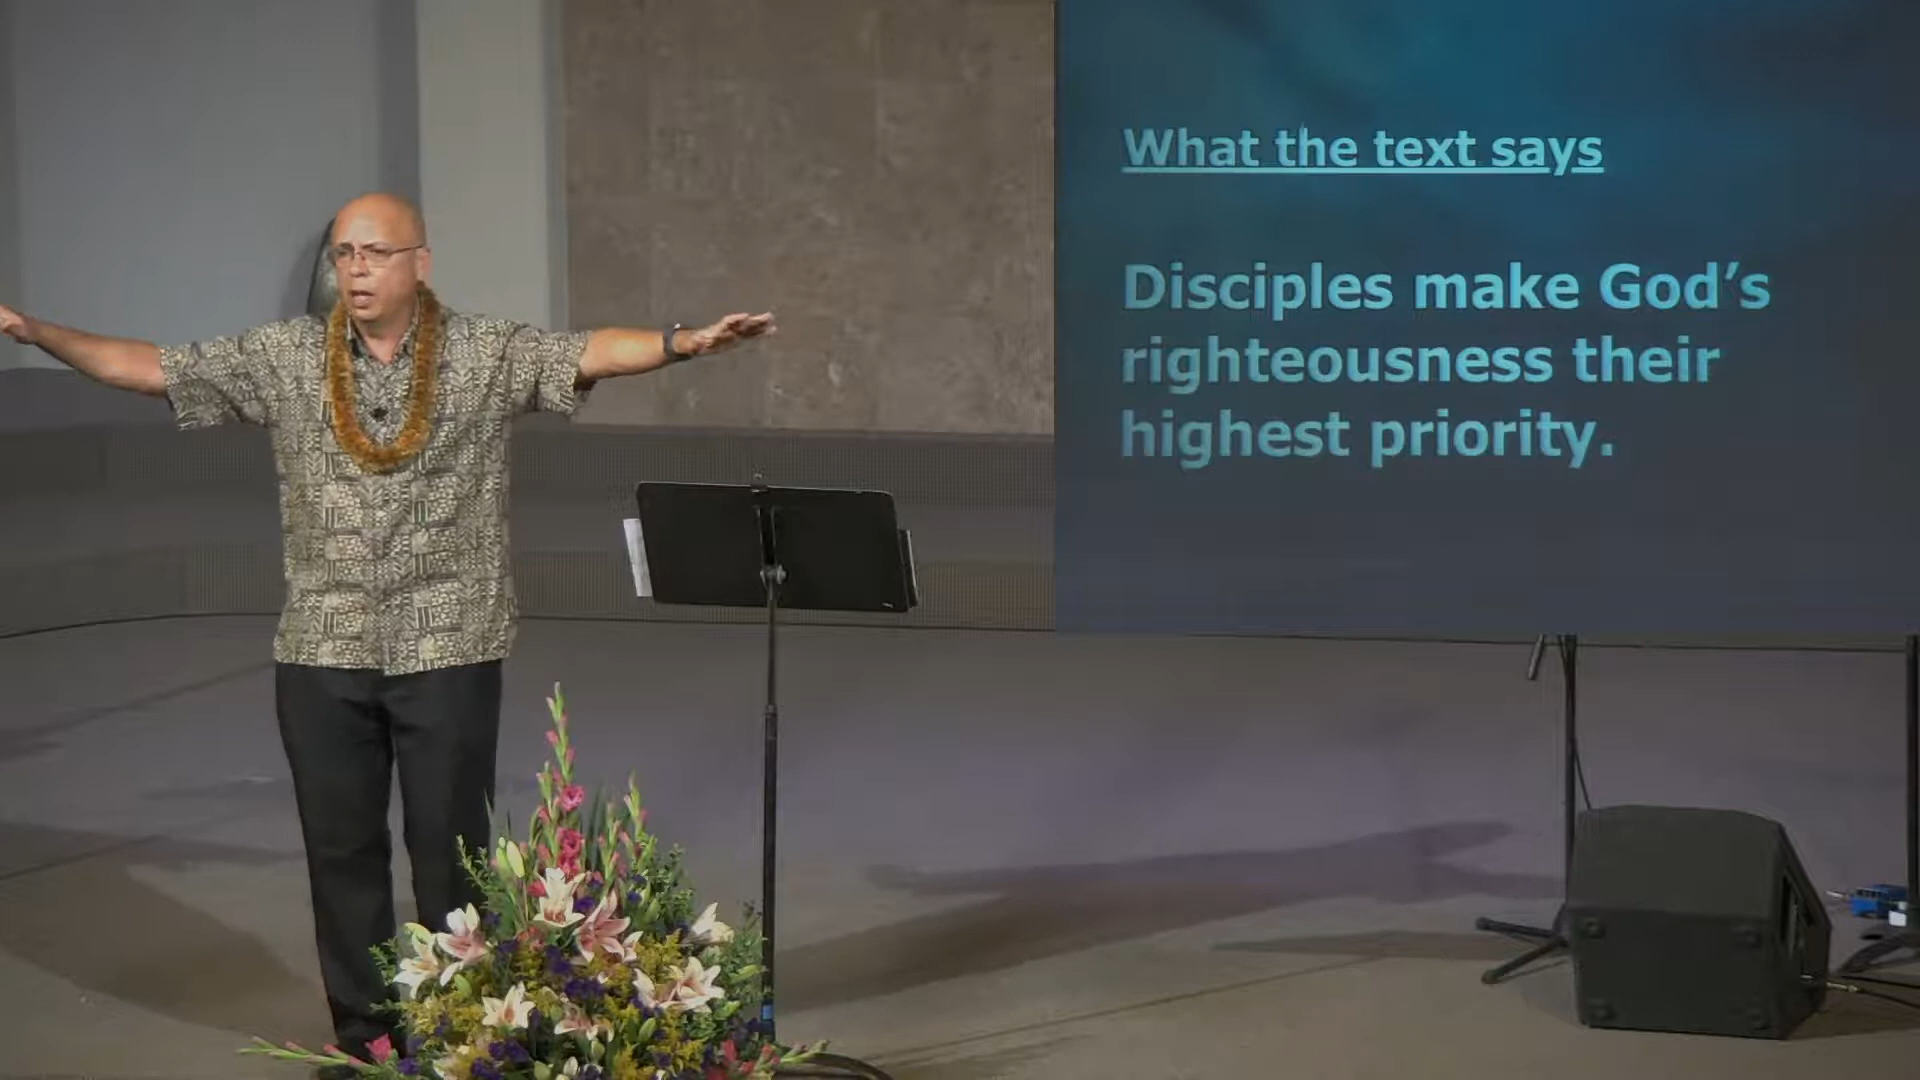 What the text says
Disciples make God’s
righteousness their
highest priority.